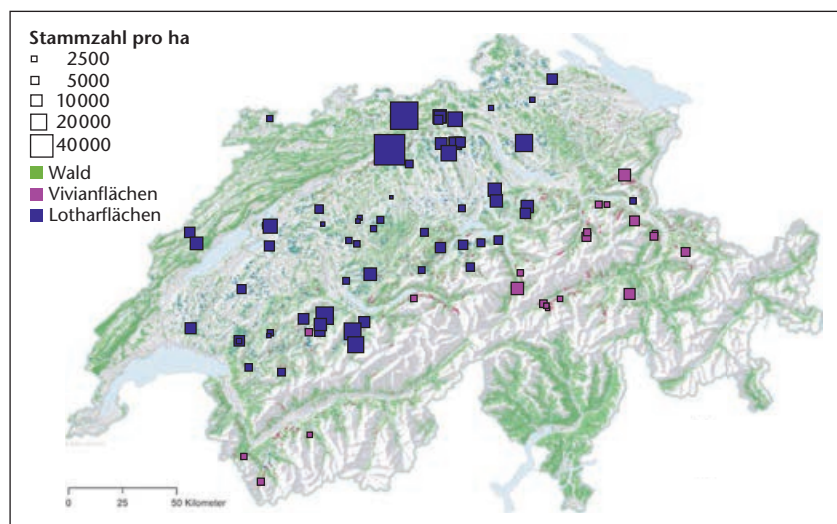 Stammzahl pro ha
2500
5000
10000
20000
40000
Wald
Vivianflächen
Lotharflächen
0 25 50 Kilometer